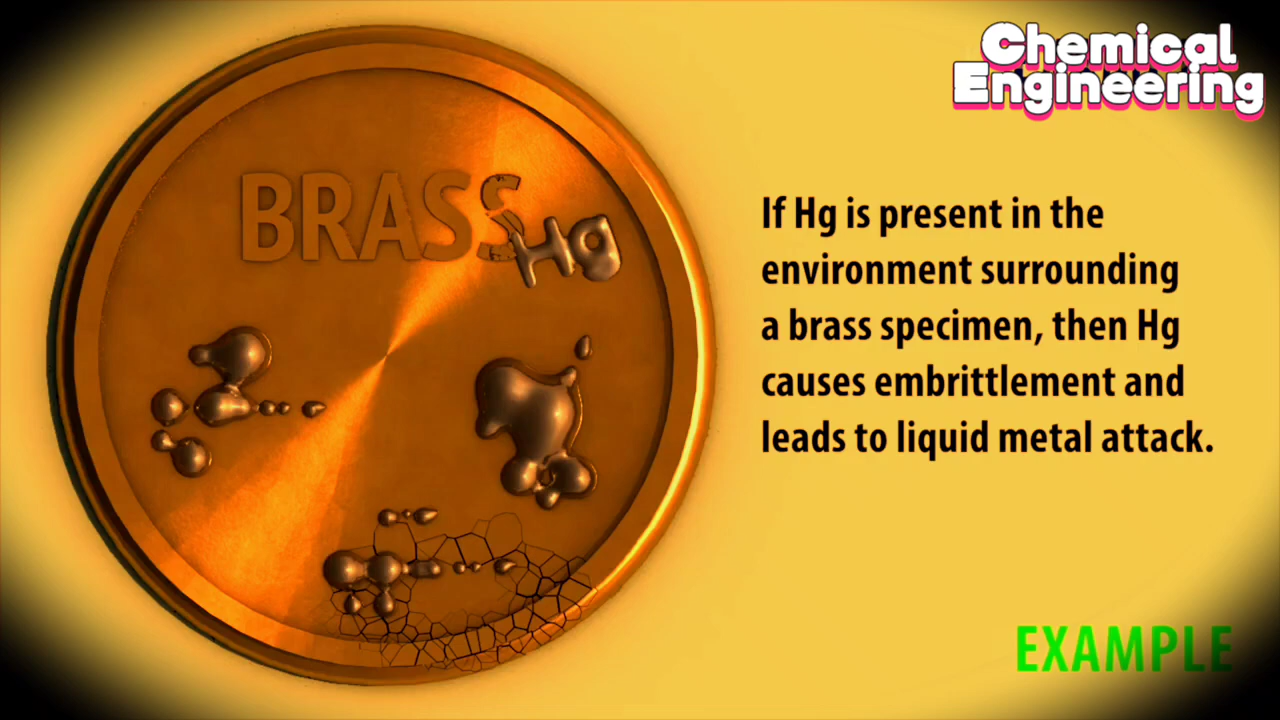 Chemical
Engineering
BRASS
Hg
If Hg is present in the
environment surrounding
a brass specimen, then Hg
causes embrittlement and
leads to liquid metal attack.
EXAMPLE